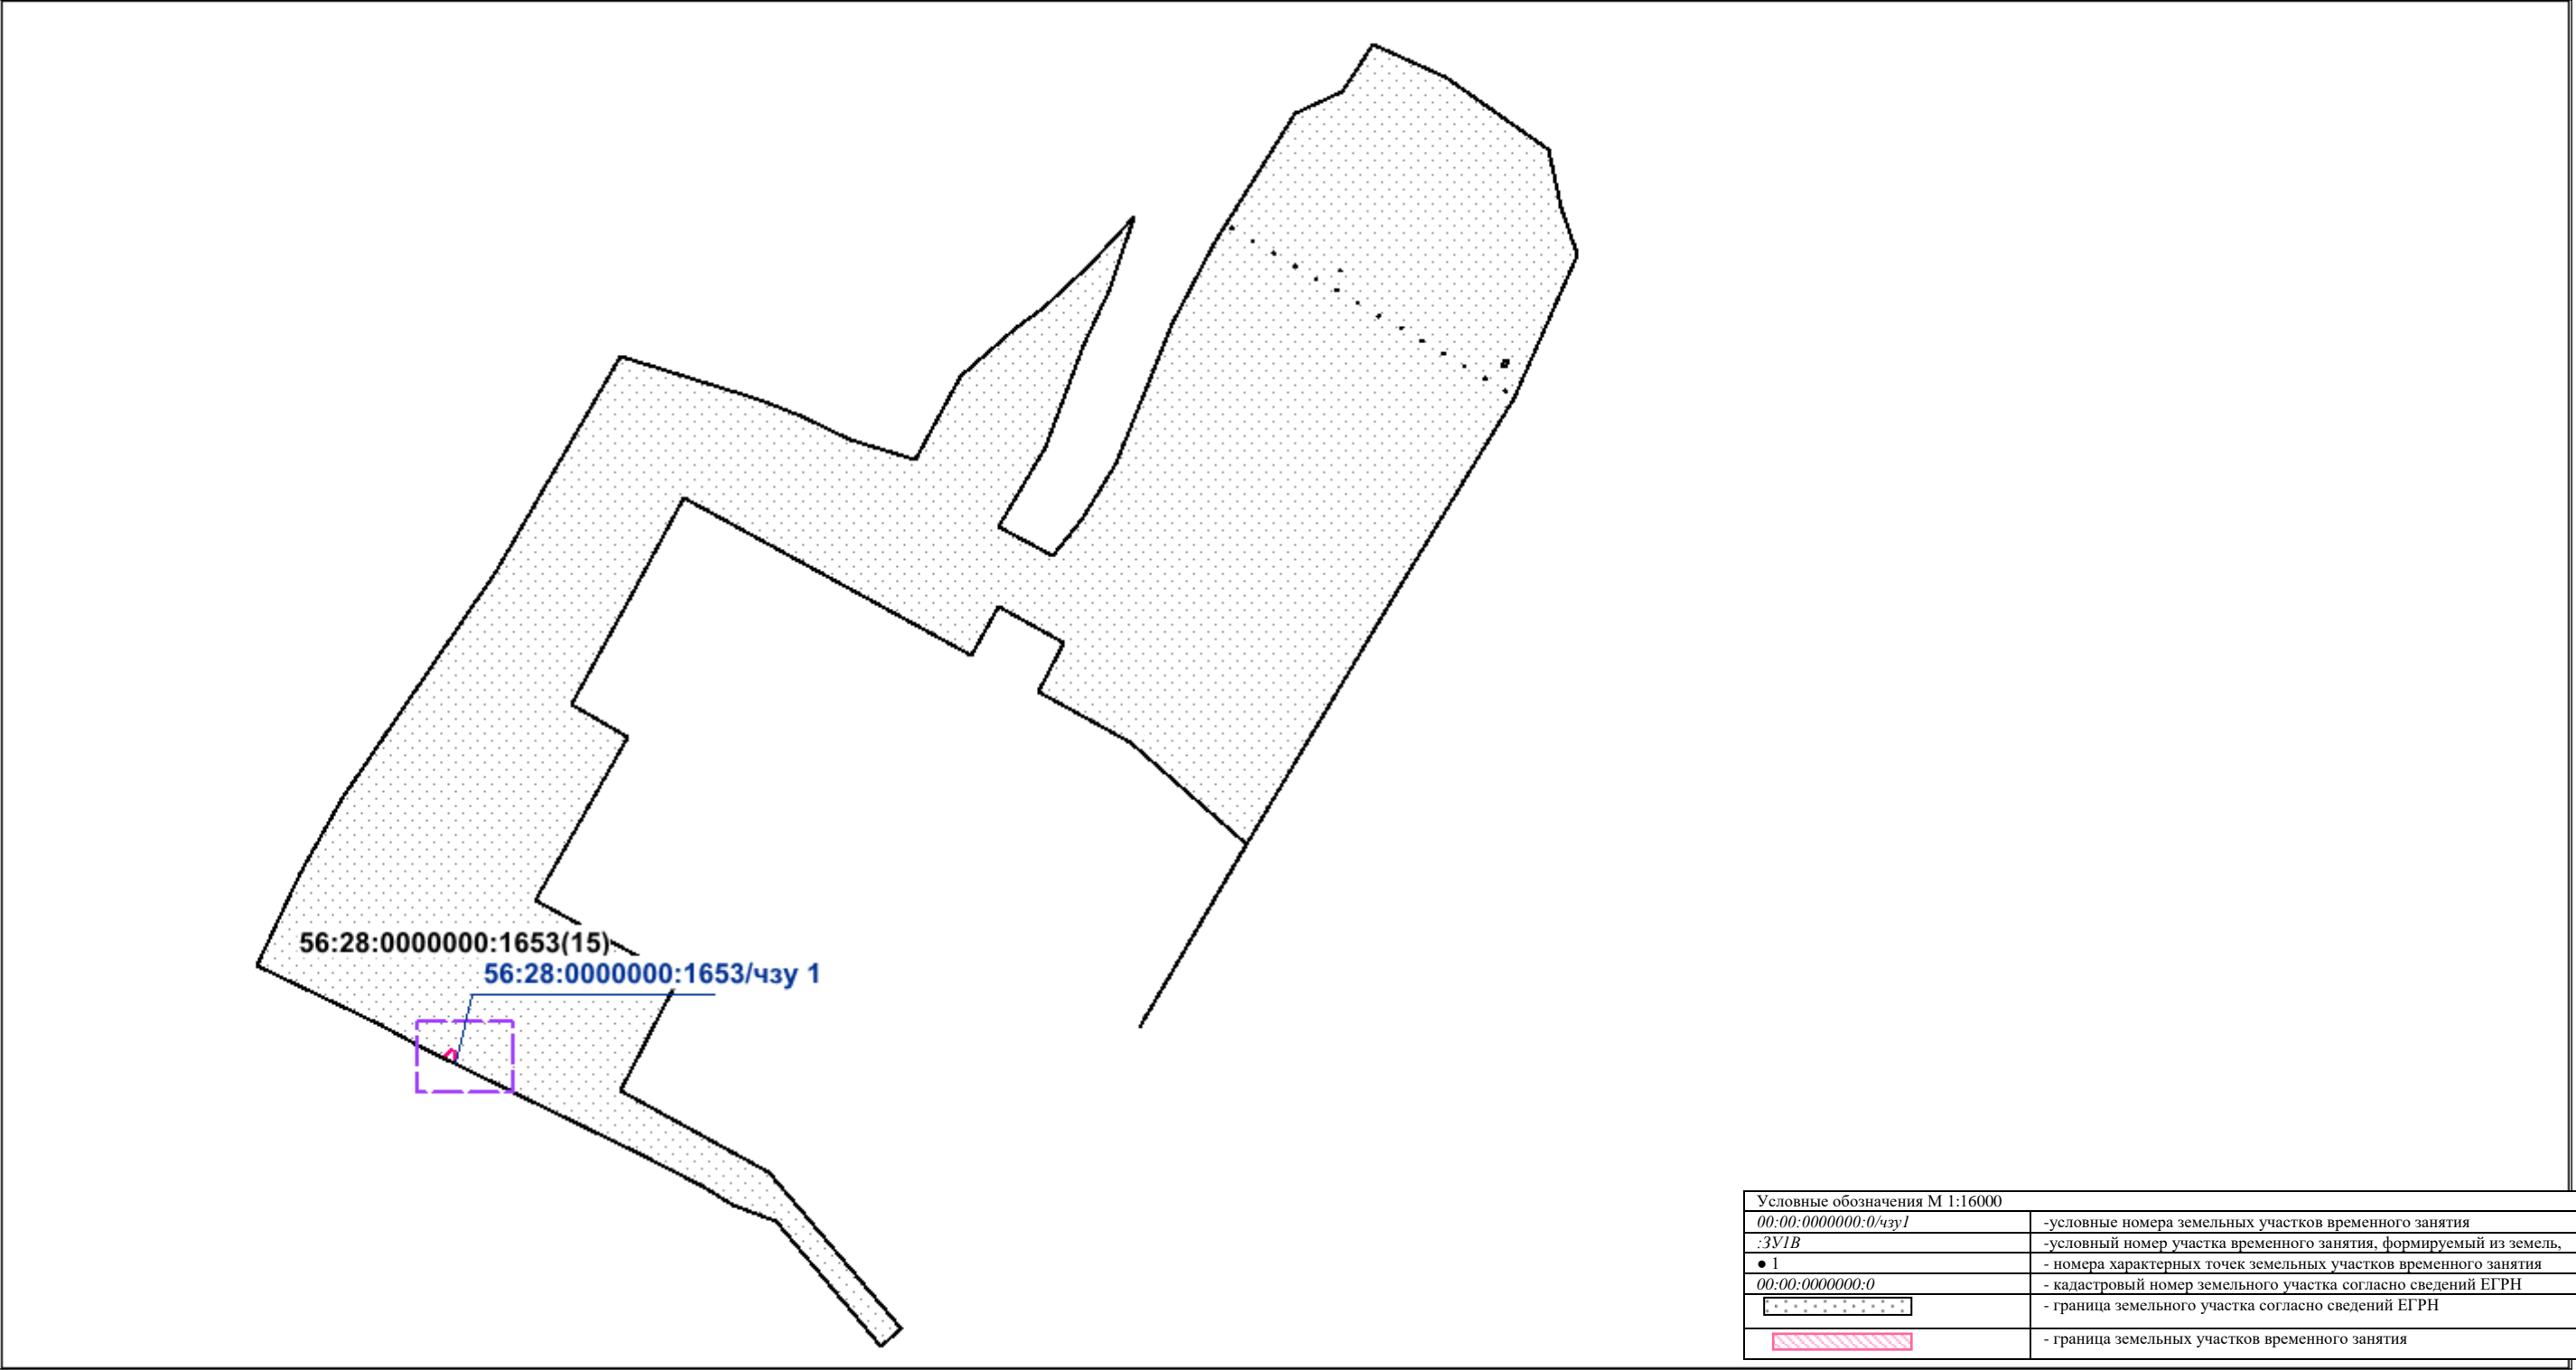 56:28:0000000:1653(15)
56:28:0000000:1653/чзу 1
Условные обозначения М 1:16000
00:00:0000000:0/чзу1 -условные номера земельных участков временного занятия
:ЗУ1В -условный номер участка временного занятия, формируемый из земель,
● 1 - номера характерных точек земельных участков временного занятия
00:00:0000000:0 - кадастровый номер земельного участка согласно сведений ЕГРН
- граница земельного участка согласно сведений ЕГРН
- граница земельных участков временного занятия